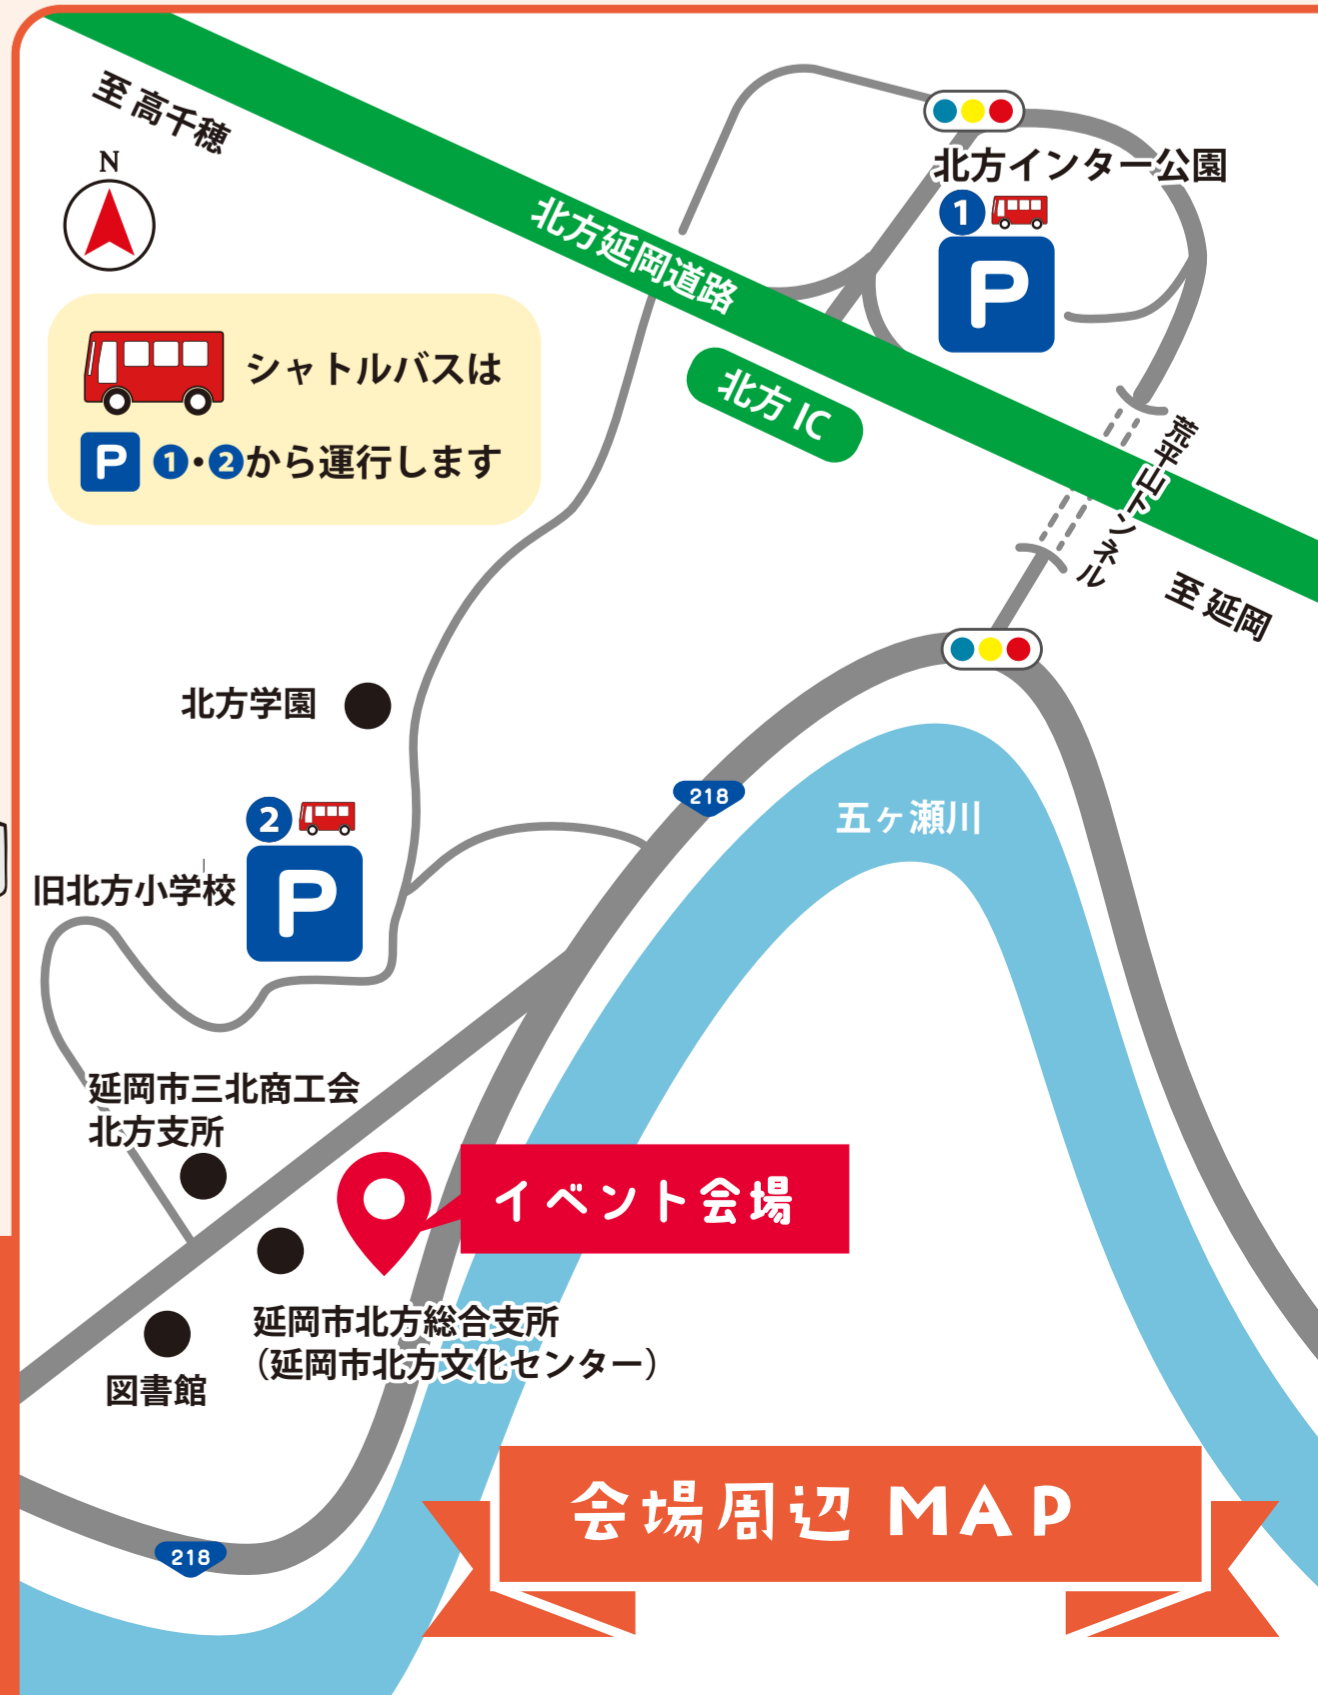 至 高千穂
N
北方延岡道路
北方インター公園
1
P
シャトルバスは
P 1・2から運行します
北方 IC
荒平山トンネル
至 延岡
北方学園
2
旧北方小学校
P
218
五ヶ瀬川
延岡市三北商工会
北方支所
イベント会場
延岡市北方総合支所
（延岡市北方文化センター）
図書館
218
会場周辺 MAP